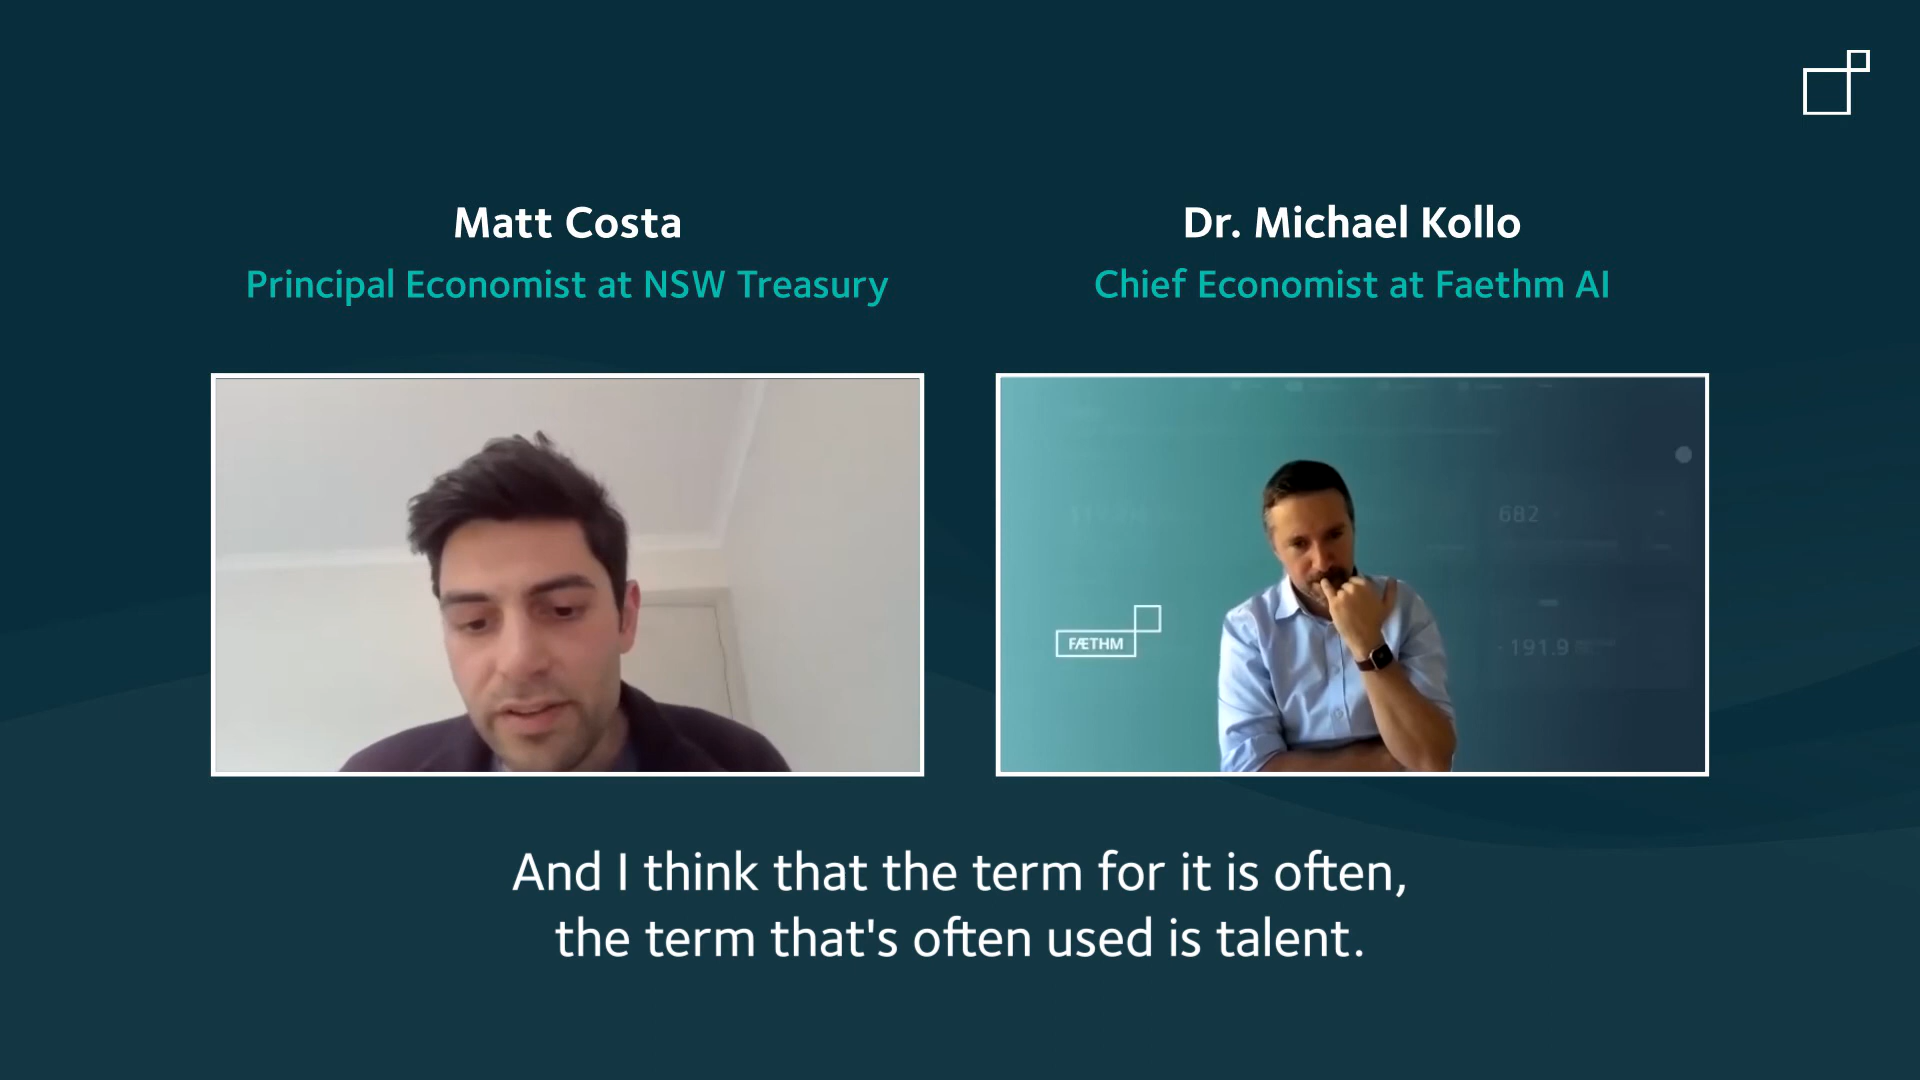 Matt Costa
Principal Economist at NSW Treasury
Dr. Michael Kollo
Chief Economist at Faethm AI
682
FÆTHM
191.9
And I think that the term for it is often,
the term that's often used is talent.